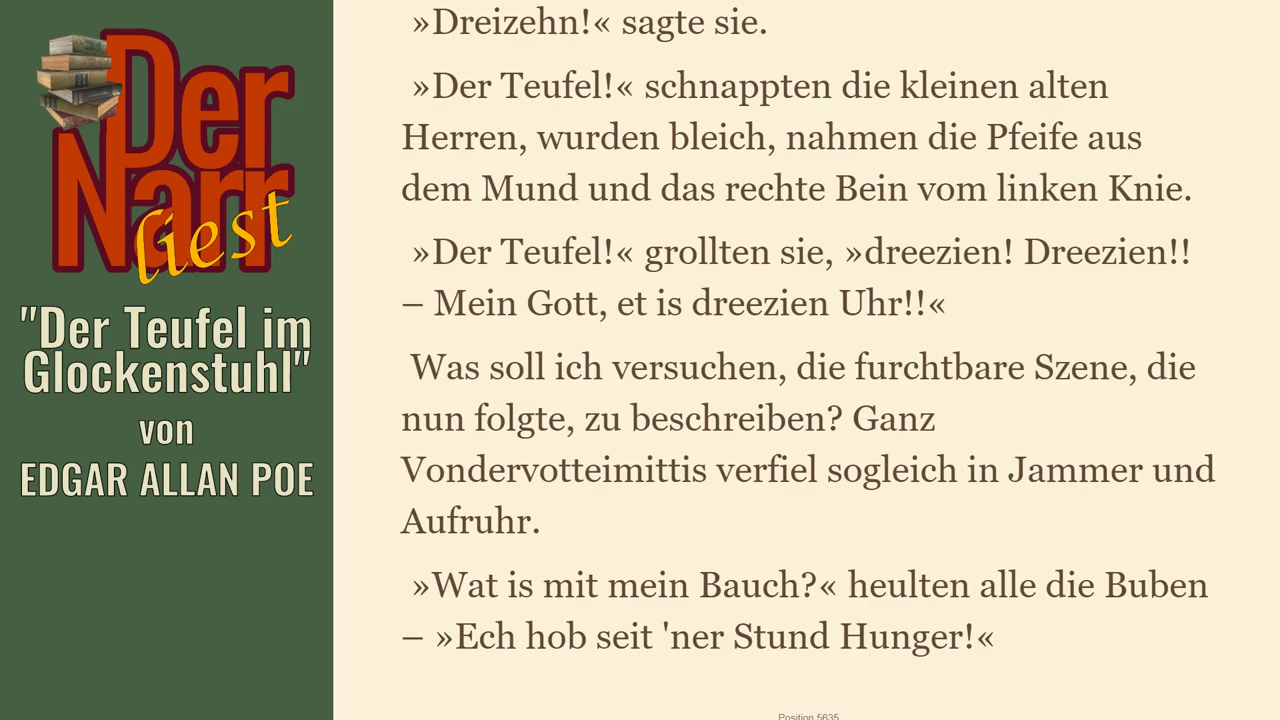 Der
Narr
liest
"Der Teufel im
Glockenstuhl"
von
EDGAR ALLAN POE
»Dreizehn!« sagte sie.
»Der Teufel!« schnappten die kleinen alten
Herren, wurden bleich, nahmen die Pfeife aus
dem Mund und das rechte Bein vom linken Knie.
»Der Teufel!« grollten sie, »dreezien! Dreezien!!
– Mein Gott, et is dreezien Uhr!!«
Was soll ich versuchen, die furchtbare Szene, die
nun folgte, zu beschreiben? Ganz
Vondervotteimittis verfiel sogleich in Jammer und
Aufruhr.
»Wat is mit mein Bauch?« heulten alle die Buben
– »Ech hob seit 'ner Stund Hunger!«
Position 5635